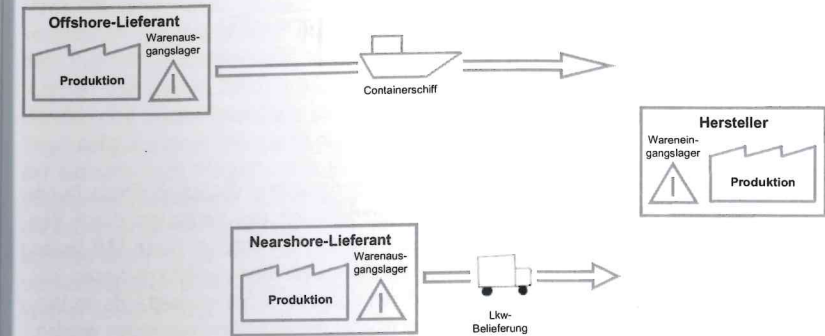 Offshore-Lieferant
Warenaus-
gangslager
Produktion
Containerschiff
Hersteller
Warenein-
gangslager
Produktion
Nearshore-Lieferant
Warenaus-
gangslager
Produktion
Lkw-
Belieferung